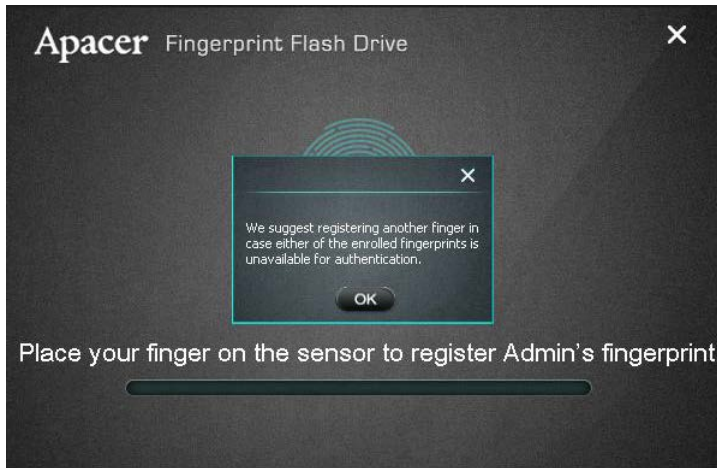 Apacer Fingerprint Flash Drive
We suggest registering another finger in
case either of the enrolled fingerprints is
unavailable for authentication.
OK
Place your finger on the sensor to register Admin's fingerprint